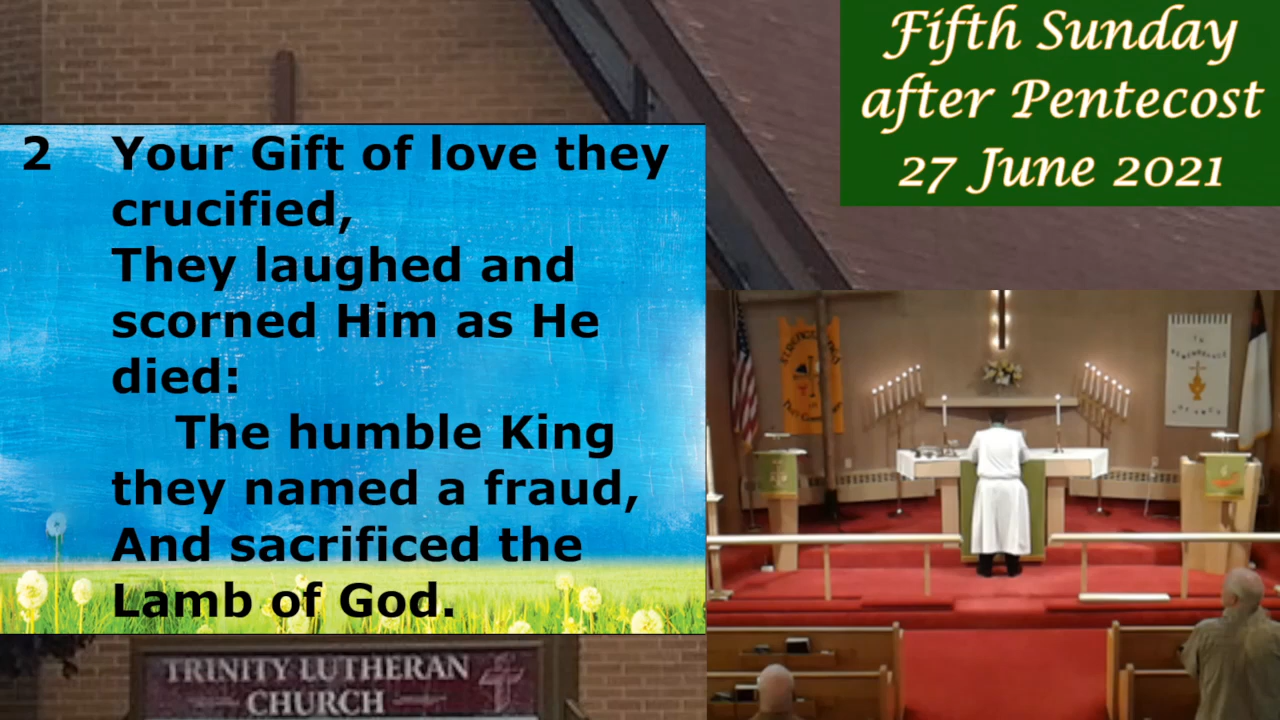 Fifth Sunday
after Pentecost
27 June 2021
2 Your Gift of love they
crucified,
They laughed and
scorned Him as He
died:
The humble King
they named a fraud,
And sacrificed the
Lamb of God.
TRINITY LUTHERAN
CHURCH